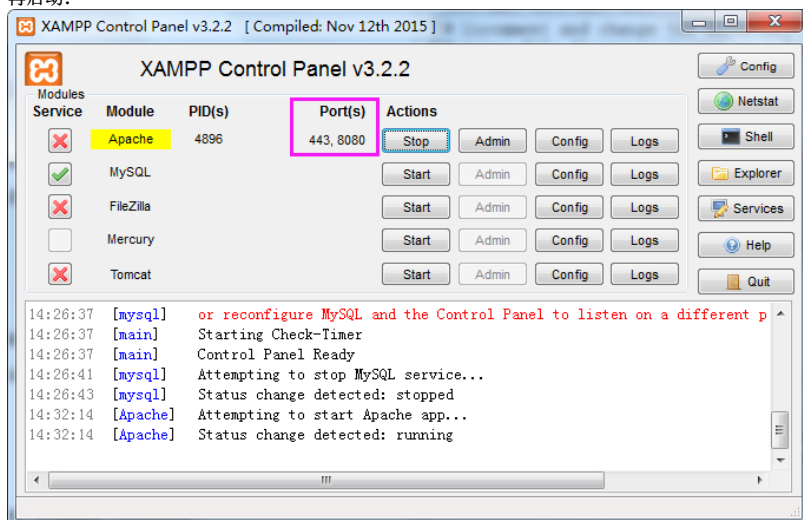 再启动:
XAMPP Control Panel v3.2.2 [ Compiled: Nov 12th 2015 ]
XAMPP Control Panel v3.2.2
Config
Modules
Service Module PID(s) Port(s) Actions
Netstat
Apache 4896 443, 8080 Stop Admin Config Logs
Shell
MySQL Start Admin Config Logs
Explorer
FileZilla Start Admin Config Logs
Services
Mercury Start Admin Config Logs
Help
Tomcat Start Admin Config Logs
Quit
14:26:37 [mysql] or reconfigure MySQL and the Control Panel to listen on a different p
14:26:37 [main] Starting Check-Timer
14:26:37 [main] Control Panel Ready
14:26:41 [mysql] Attempting to stop MySQL service...
14:26:43 [mysql] Status change detected: stopped
14:32:14 [Apache] Attempting to start Apache app...
14:32:14 [Apache] Status change detected: running